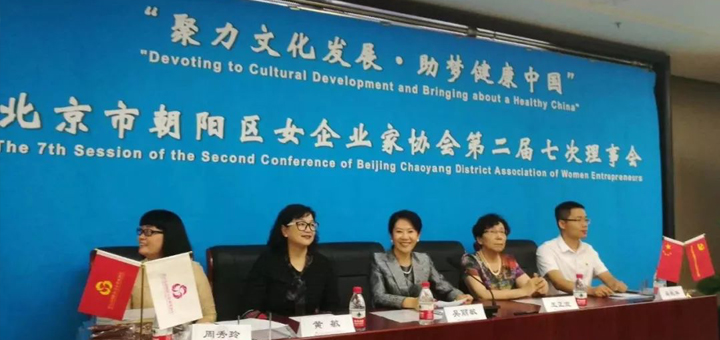 “聚力文化发展·助梦健康中国”
"Devoting to Cultural Development and Bringing about a Healthy China"
北京市朝阳区女企业家协会第二届七次理事会
The 7th Session of the Second Conference of Beijing Chaoyang District Association of Women Entrepreneurs
周秀玲
黄 敏